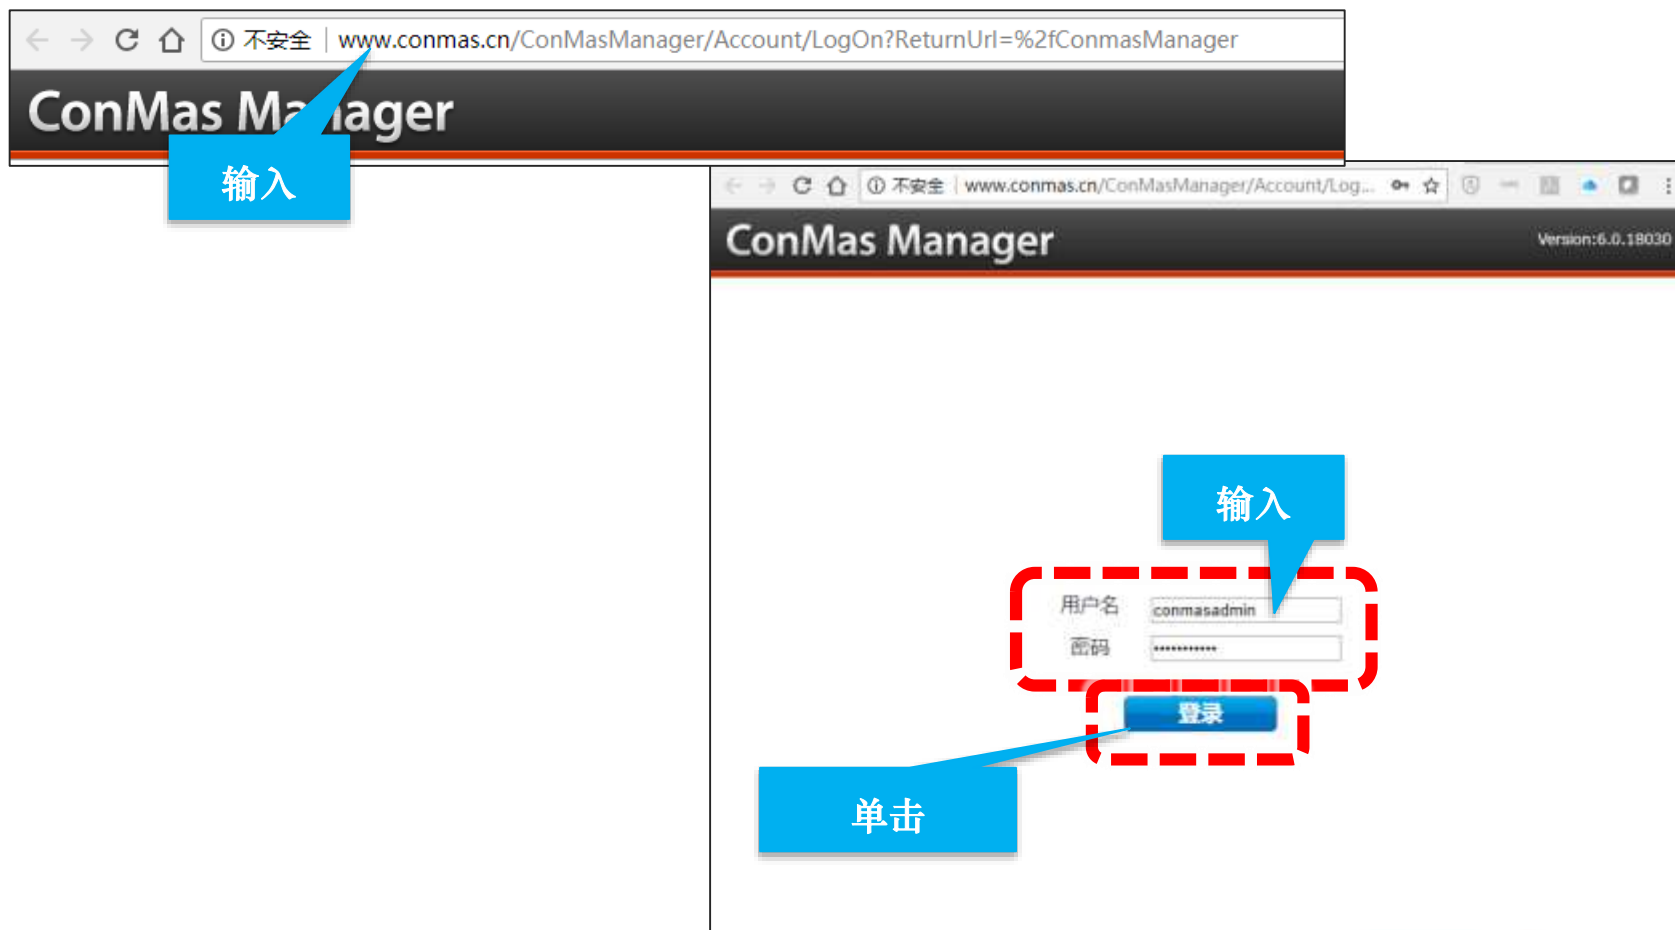 不安全 | www.conmas.cn/ConMasManager/Account/LogOn?ReturnUrl=%2fConmasManager
ConMas Manager
输入
不安全 | www.conmas.cn/ConMasManager/Account/Log...
ConMas Manager
Version:6.0.18030
输入
用户名 conmasadmin
密码 •••••••••••
登录
单击